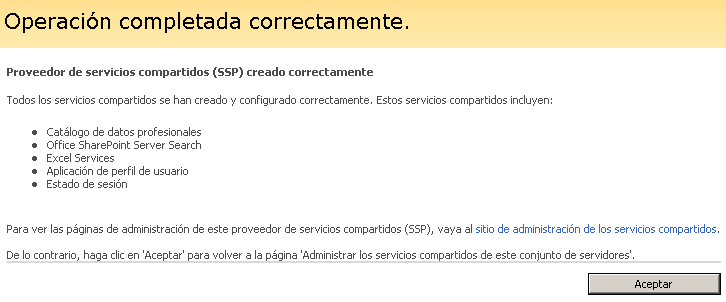 Operación completada correctamente.
Proveedor de servicios compartidos (SSP) creado correctamente
Todos los servicios compartidos se han creado y configurado correctamente. Estos servicios compartidos incluyen:
Catálogo de datos profesionales
Office SharePoint Server Search
Excel Services
Aplicación de perfil de usuario
Estado de sesión
Para ver las páginas de administración de este proveedor de servicios compartidos (SSP), vaya al sitio de administración de los servicios compartidos.
De lo contrario, haga clic en 'Aceptar' para volver a la página 'Administrar los servicios compartidos de este conjunto de servidores'.
Aceptar